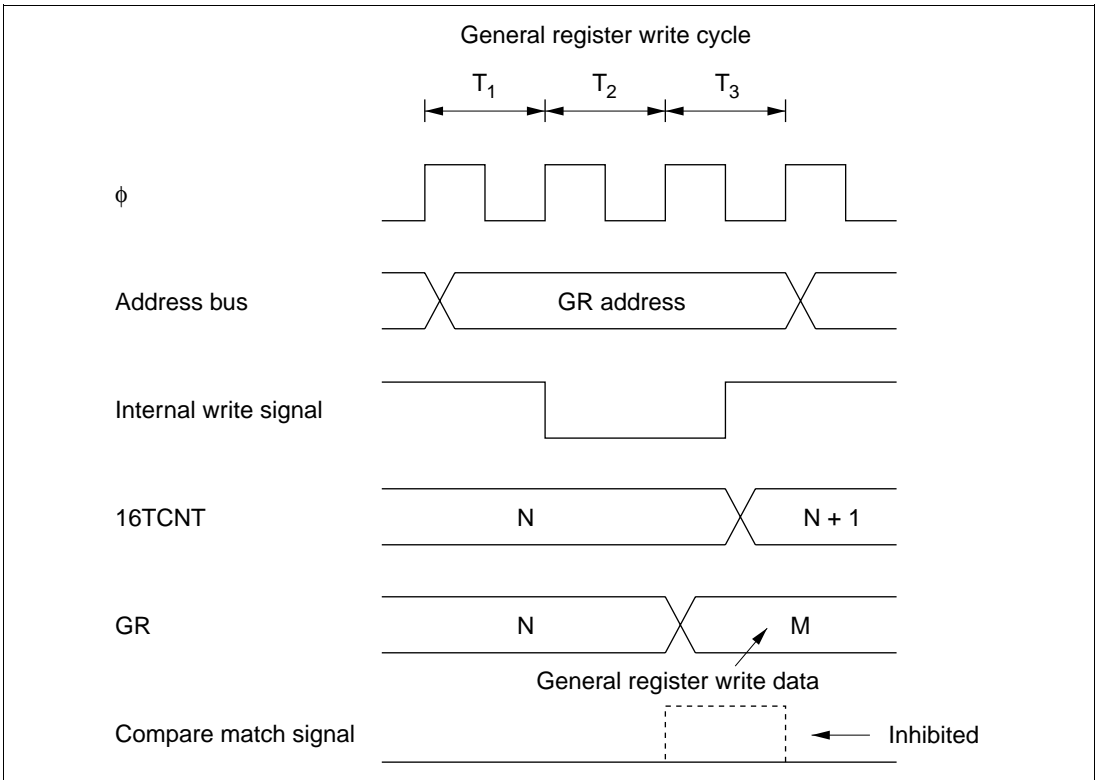 General register write cycle
T1 T2 T3
φ
Address bus GR address
Internal write signal
16TCNT N N + 1
GR N M
General register write data
Compare match signal Inhibited